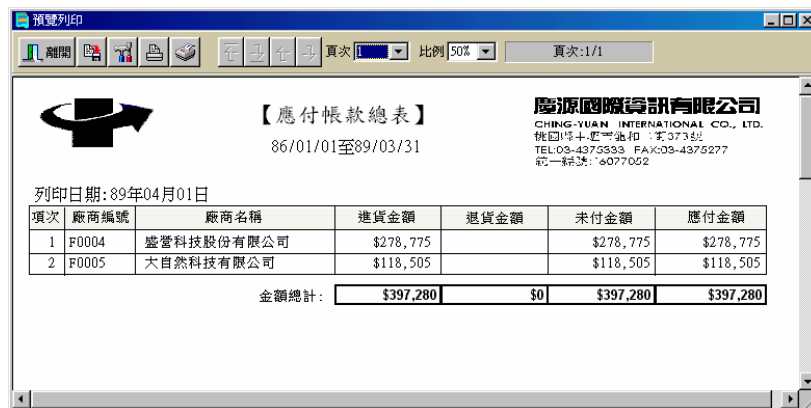 預覽列印
離開 頁次 1 比例 50% 頁次:1/1
【應付帳款總表】
86/01/01至89/03/31
慶源國際資訊有限公司
CHING-YUAN INTERNATIONAL CO., LTD.
TEL:03-4375333 FAX:03-4375277
列印日期:89年04月01日
項次 廠商編號 廠商名稱 進貨金額 退貨金額 未付金額 應付金額
1 F0004 盛營科技股份有限公司 $278,775 $278,775 $278,775
2 F0005 大自然科技有限公司 $118,505 $118,505 $118,505
金額總計: $397,280 $0 $397,280 $397,280